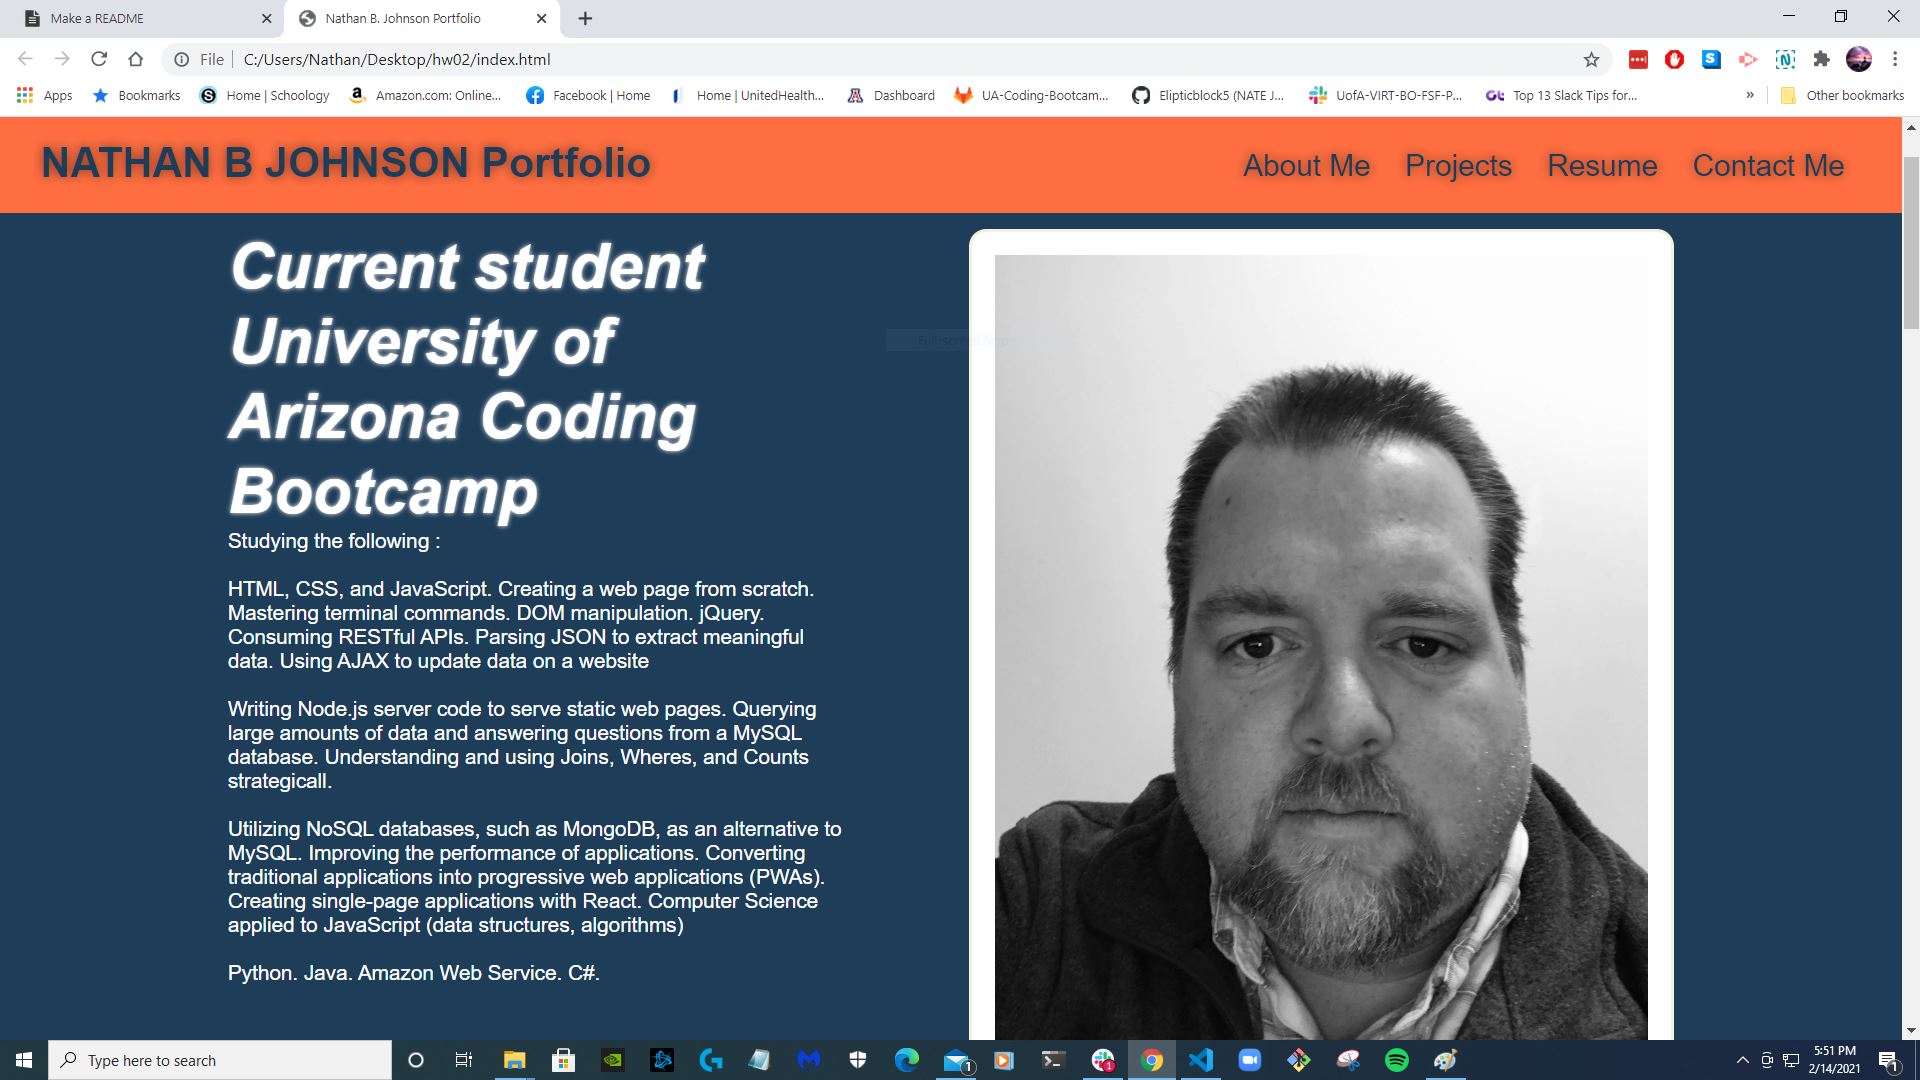 Make a README
Nathan B. Johnson Portfolio
File
C:/Users/Nathan/Desktop/hw02/index.html
Apps
Bookmarks
Home | Schoology
Amazon.com: Online...
Facebook | Home
Home | UnitedHealth...
Dashboard
UA-Coding-Bootcam...
Elipticblock5 (NATE J...
UofA-VIRT-BO-FSF-P...
Top 13 Slack Tips for...
»
Other bookmarks
NATHAN B JOHNSON Portfolio
About Me
Projects
Resume
Contact Me
Current student
University of
Arizona Coding
Bootcamp
Studying the following :
HTML, CSS, and JavaScript. Creating a web page from scratch.
Mastering terminal commands. DOM manipulation. jQuery.
Consuming RESTful APIs. Parsing JSON to extract meaningful
data. Using AJAX to update data on a website
Writing Node.js server code to serve static web pages. Querying
large amounts of data and answering questions from a MySQL
database. Understanding and using Joins, Wheres, and Counts
strategicall.
Utilizing NoSQL databases, such as MongoDB, as an alternative to
MySQL. Improving the performance of applications. Converting
traditional applications into progressive web applications (PWAs).
Creating single-page applications with React. Computer Science
applied to JavaScript (data structures, algorithms)
Python. Java. Amazon Web Service. C#.
Full-screen Snip
Type here to search
1
1
5:51 PM
2/14/2021
1